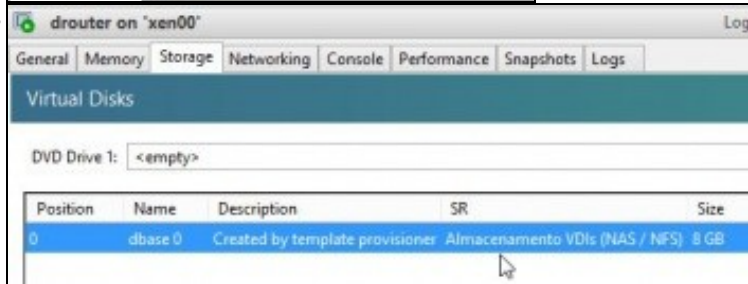 drouter on 'xen00' Log
General Memory Storage Networking Console Performance Snapshots Logs
Virtual Disks
DVD Drive 1: <empty>
Position Name Description SR Size
0 dbase 0 Created by template provisioner Almacenamento VDIs (NAS / NFS) 8 GB